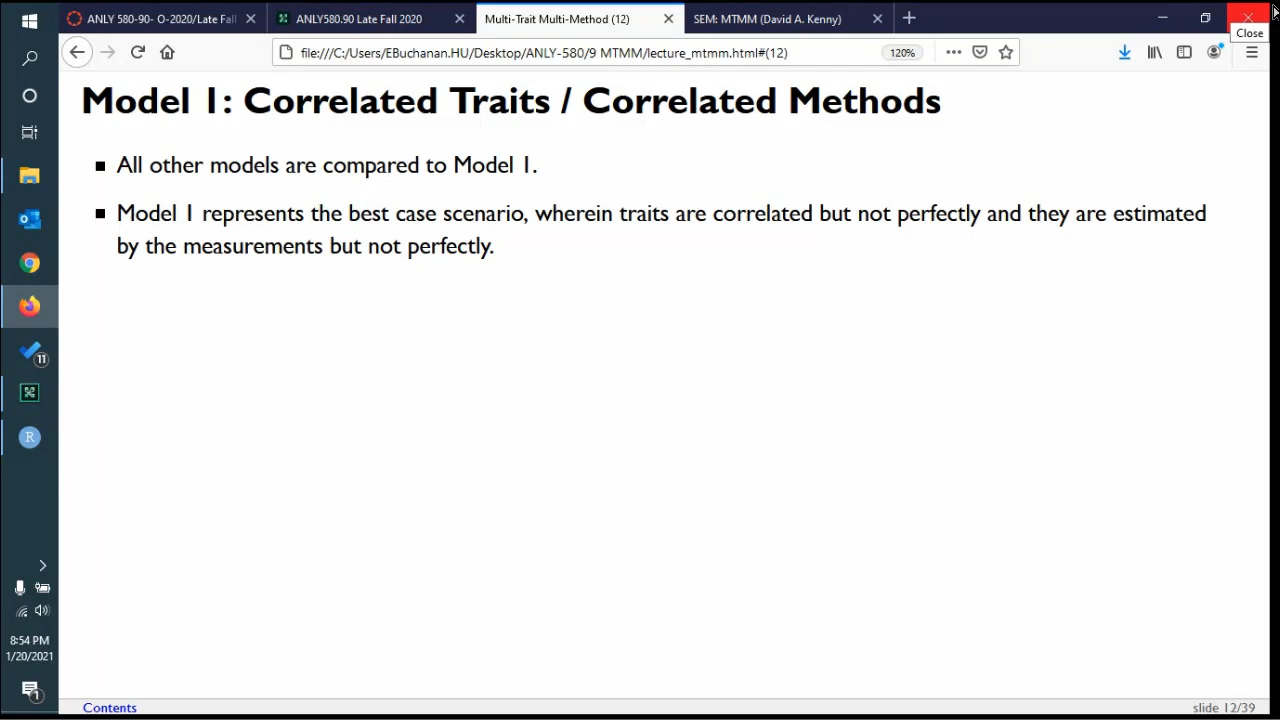 ANLY 580-90- O-2020/Late Fall
ANLY580.90 Late Fall 2020
Multi-Trait Multi-Method (12)
SEM: MTMM (David A. Kenny)
Close
file:///C:/Users/EBuchanan.HU/Desktop/ANLY-580/9 MTMM/lecture_mtmm.html#(12)
120%
Model 1: Correlated Traits / Correlated Methods
All other models are compared to Model 1.
Model 1 represents the best case scenario, wherein traits are correlated but not perfectly and they are estimated
by the measurements but not perfectly.
11
R
8:54 PM
1/20/2021
1
Contents
slide 12/39